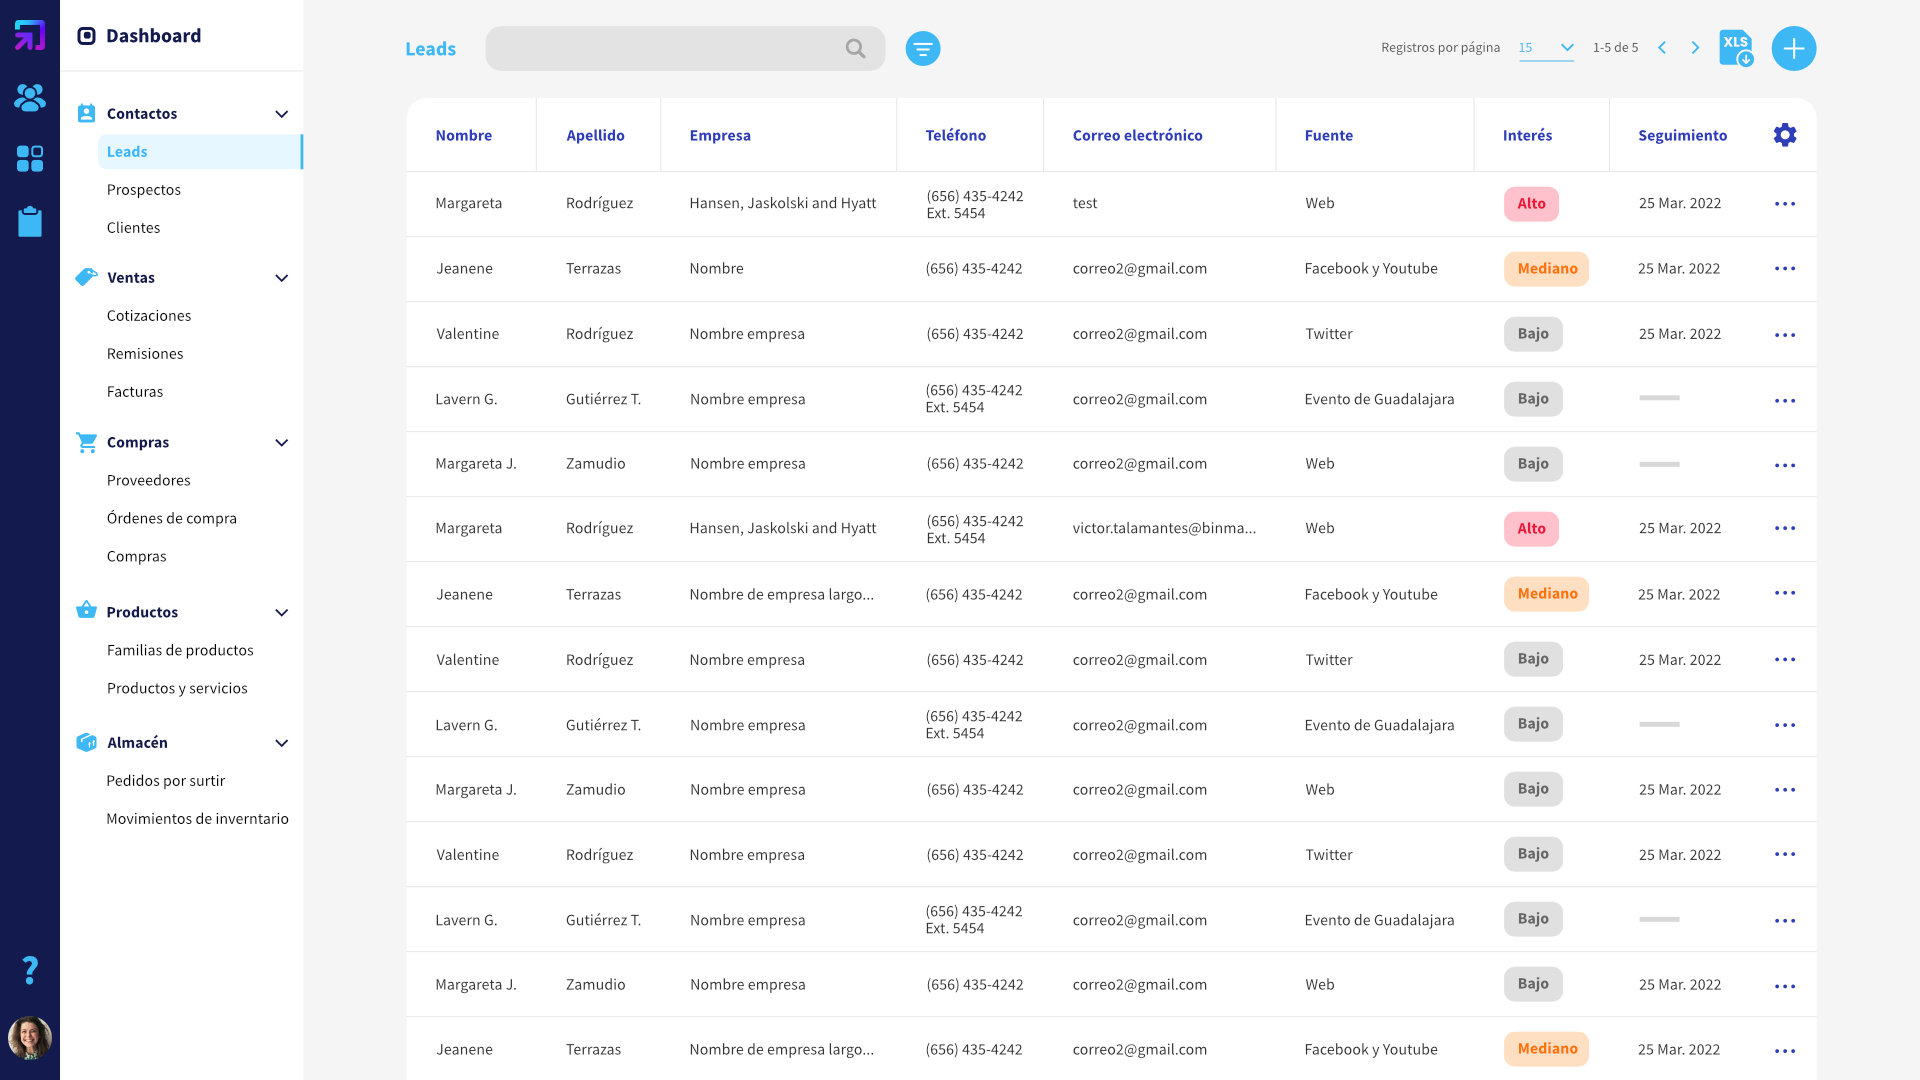 Dashboard
Contactos
Leads
Prospectos
Clientes
Ventas
Cotizaciones
Remisiones
Facturas
Compras
Proveedores
Órdenes de compra
Compras
Productos
Familias de productos
Productos y servicios
Almacén
Pedidos por surtir
Movimientos de inverntario
?
Leads
Registros por página 15 1-5 de 5 XLS
Nombre Apellido Empresa Teléfono Correo electrónico Fuente Interés Seguimiento
Margareta Rodríguez Hansen, Jaskolski and Hyatt (656) 435-4242 Ext. 5454 test Web Alto 25 Mar. 2022
Jeanene Terrazas Nombre (656) 435-4242 correo2@gmail.com Facebook y Youtube Mediano 25 Mar. 2022
Valentine Rodríguez Nombre empresa (656) 435-4242 correo2@gmail.com Twitter Bajo 25 Mar. 2022
Lavern G. Gutiérrez T. Nombre empresa (656) 435-4242 Ext. 5454 correo2@gmail.com Evento de Guadalajara Bajo
Margareta J. Zamudio Nombre empresa (656) 435-4242 correo2@gmail.com Web Bajo
Margareta Rodríguez Hansen, Jaskolski and Hyatt (656) 435-4242 Ext. 5454 victor.talamantes@binma... Web Alto 25 Mar. 2022
Jeanene Terrazas Nombre de empresa largo... (656) 435-4242 correo2@gmail.com Facebook y Youtube Mediano 25 Mar. 2022
Valentine Rodríguez Nombre empresa (656) 435-4242 correo2@gmail.com Twitter Bajo 25 Mar. 2022
Lavern G. Gutiérrez T. Nombre empresa (656) 435-4242 Ext. 5454 correo2@gmail.com Evento de Guadalajara Bajo
Margareta J. Zamudio Nombre empresa (656) 435-4242 correo2@gmail.com Web Bajo 25 Mar. 2022
Valentine Rodríguez Nombre empresa (656) 435-4242 correo2@gmail.com Twitter Bajo 25 Mar. 2022
Lavern G. Gutiérrez T. Nombre empresa (656) 435-4242 Ext. 5454 correo2@gmail.com Evento de Guadalajara Bajo
Margareta J. Zamudio Nombre empresa (656) 435-4242 correo2@gmail.com Web Bajo 25 Mar. 2022
Jeanene Terrazas Nombre de empresa largo... (656) 435-4242 correo2@gmail.com Facebook y Youtube Mediano 25 Mar. 2022